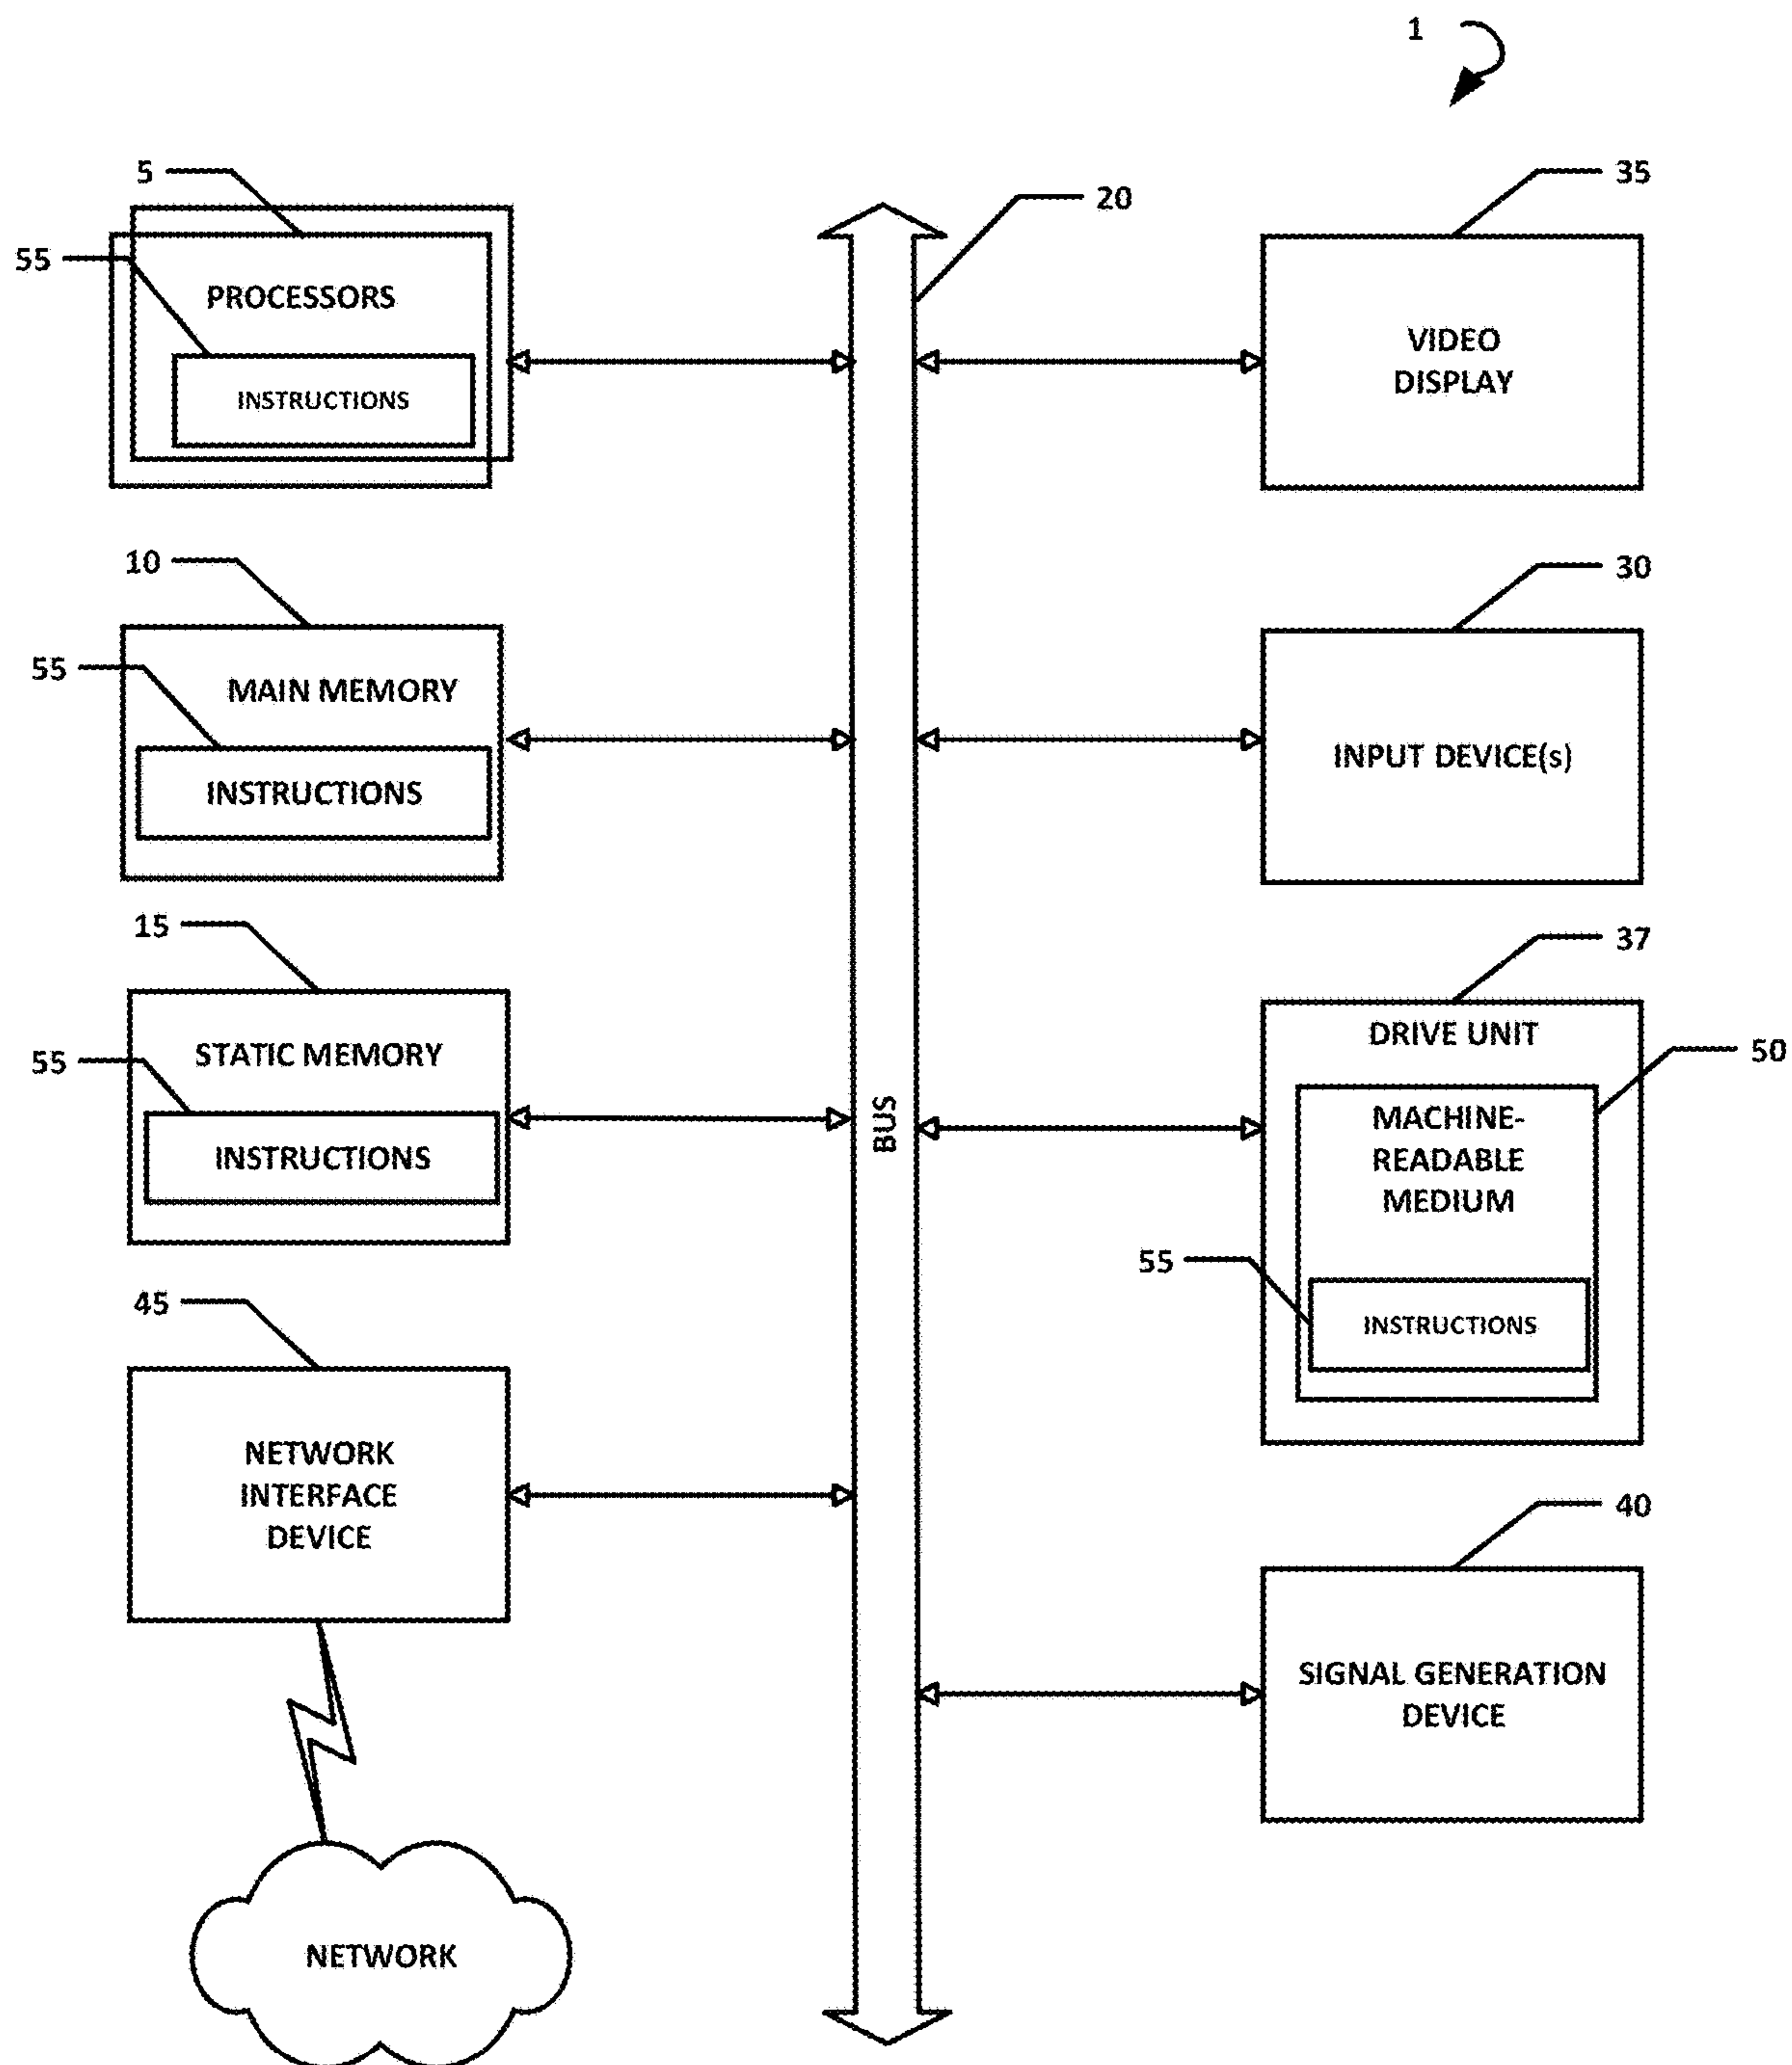 1
5
55
PROCESSORS
INSTRUCTIONS
10
55
MAIN MEMORY
INSTRUCTIONS
15
55
STATIC MEMORY
INSTRUCTIONS
45
NETWORK
INTERFACE
DEVICE
NETWORK
20
BUS
35
VIDEO
DISPLAY
30
INPUT DEVICE(s)
37
DRIVE UNIT
50
MACHINE-
READABLE
MEDIUM
55
INSTRUCTIONS
40
SIGNAL GENERATION
DEVICE